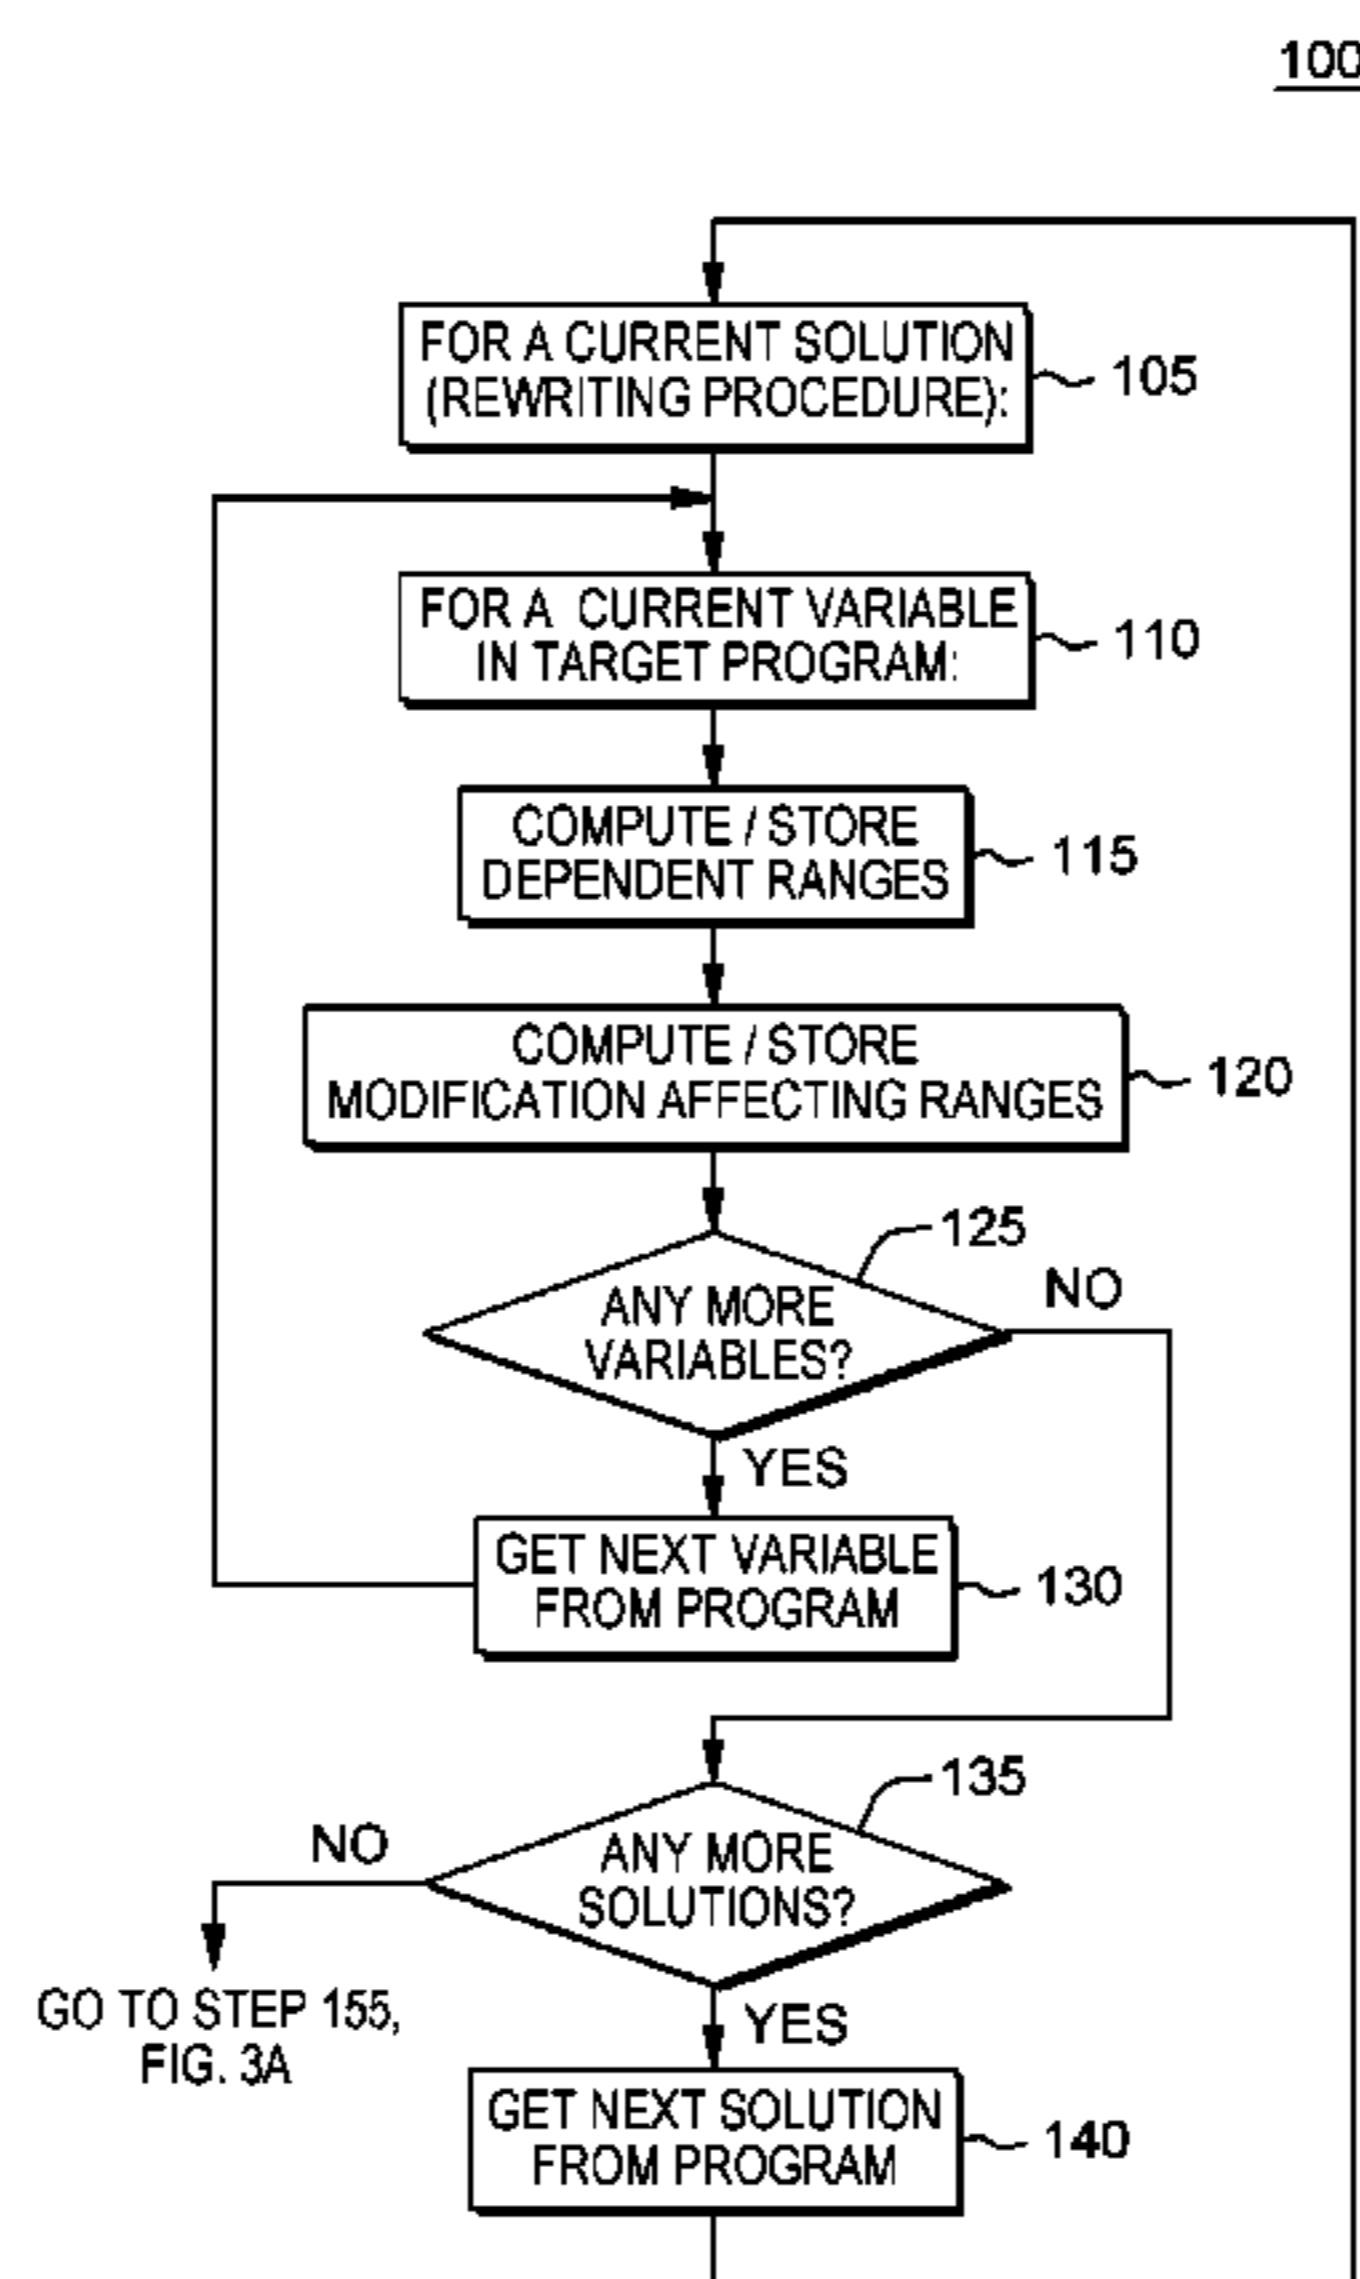 100
FOR A CURRENT SOLUTION
(REWRITING PROCEDURE):
105
FOR A CURRENT VARIABLE
IN TARGET PROGRAM:
110
COMPUTE / STORE
DEPENDENT RANGES
115
COMPUTE / STORE
MODIFICATION AFFECTING RANGES
120
125
ANY MORE
VARIABLES?
NO
YES
GET NEXT VARIABLE
FROM PROGRAM
130
135
ANY MORE
SOLUTIONS?
NO
GO TO STEP 155,
FIG. 3A
YES
GET NEXT SOLUTION
FROM PROGRAM
140